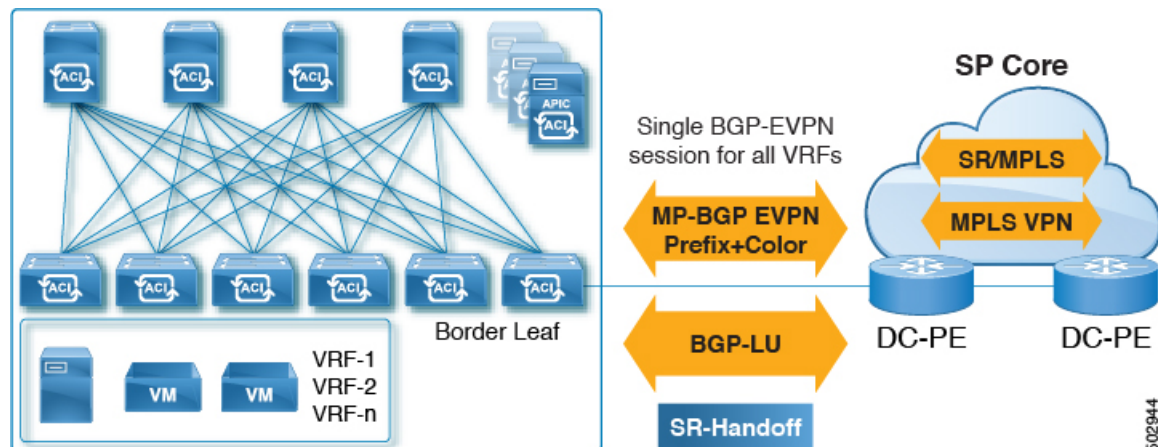 ACI
ACI
ACI
ACI
APIC
ACI
ACI
ACI
ACI
ACI
ACI
ACI
Border Leaf
VM
VM
VRF-1
VRF-2
VRF-n
Single BGP-EVPN
session for all VRFs
MP-BGP EVPN
Prefix+Color
BGP-LU
SR-Handoff
SP Core
SR/MPLS
MPLS VPN
DC-PE
DC-PE